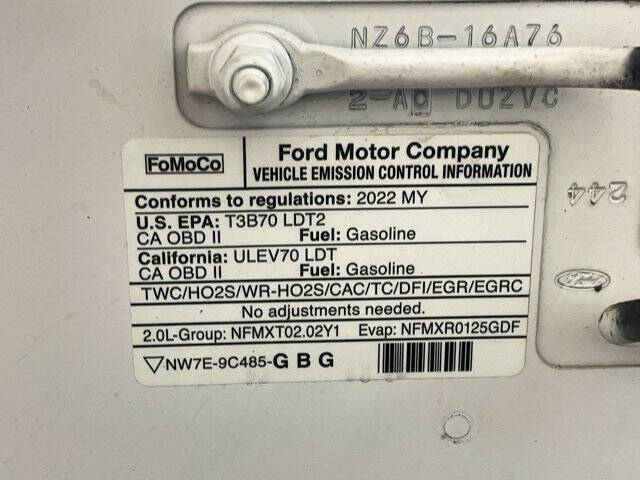 NZ6B-16A76
2-AC DUZVC
FoMoCo
Ford Motor Company
VEHICLE EMISSION CONTROL INFORMATION
Conforms to regulations: 2022 MY
U.S. EPA: T3B70 LDT2
CA OBD II Fuel: Gasoline
California: ULEV70 LDT
CA OBD II Fuel: Gasoline
TWC/HO2S/WR-HO2S/CAC/TC/DFI/EGR/EGRC
No adjustments needed.
2.0L-Group: NFMXT02.02Y1 Evap: NFMXR0125GDF
NW7E-9C485-G B G
244
Ford